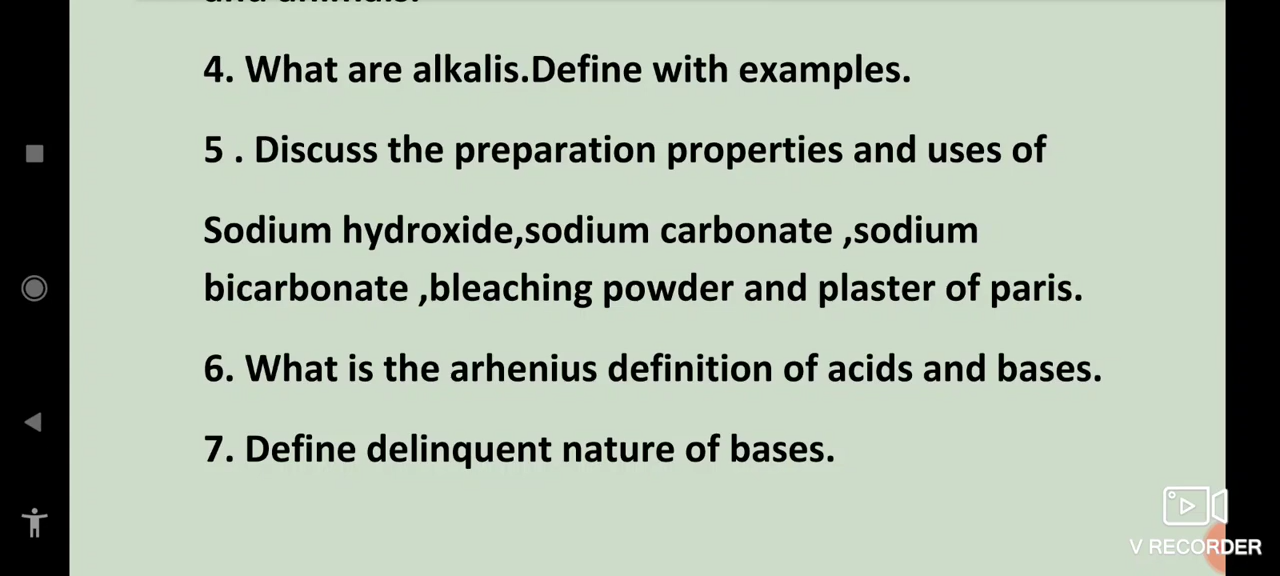 and animals.
4. What are alkalis.Define with examples.
5 . Discuss the preparation properties and uses of
Sodium hydroxide,sodium carbonate ,sodium
bicarbonate ,bleaching powder and plaster of paris.
6. What is the arhenius definition of acids and bases.
7. Define delinquent nature of bases.
V RECORDER